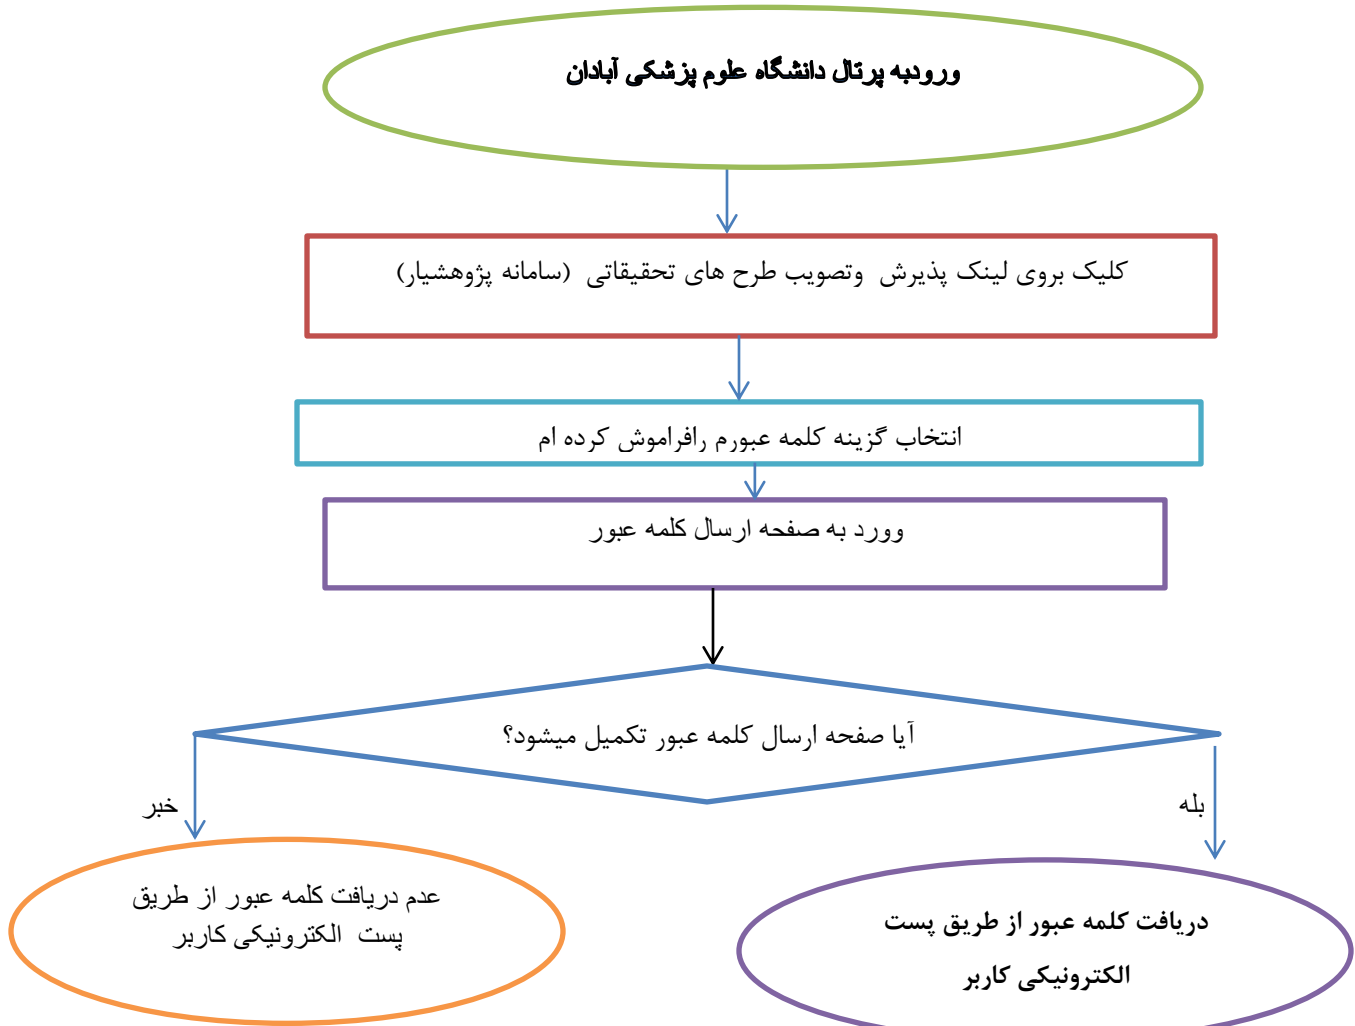 ورودبه پرتال دانشگاه علوم پزشکی آبادان
کلیک بروی لینک پذیرش وتصویب طرح های تحقیقاتی (سامانه پژوهشیار)
انتخاب گزینه کلمه عبورم رافراموش کرده ام
وورد به صفحه ارسال کلمه عبور
آیا صفحه ارسال کلمه عبور تکمیل میشود؟
بله
خبر
دریافت کلمه عبور از طریق پست
الکترونیکی کاربر
عدم دریافت کلمه عبور از طریق
پست الکترونیکی کاربر